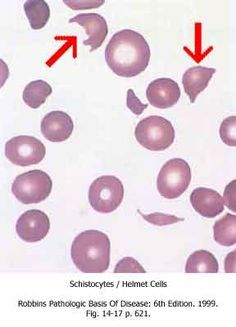 Schistocytes / Helmet Cells
Robbins Pathologic Basis Of Disease: 6th Edition. 1999.
Fig. 14-17 p. 621.